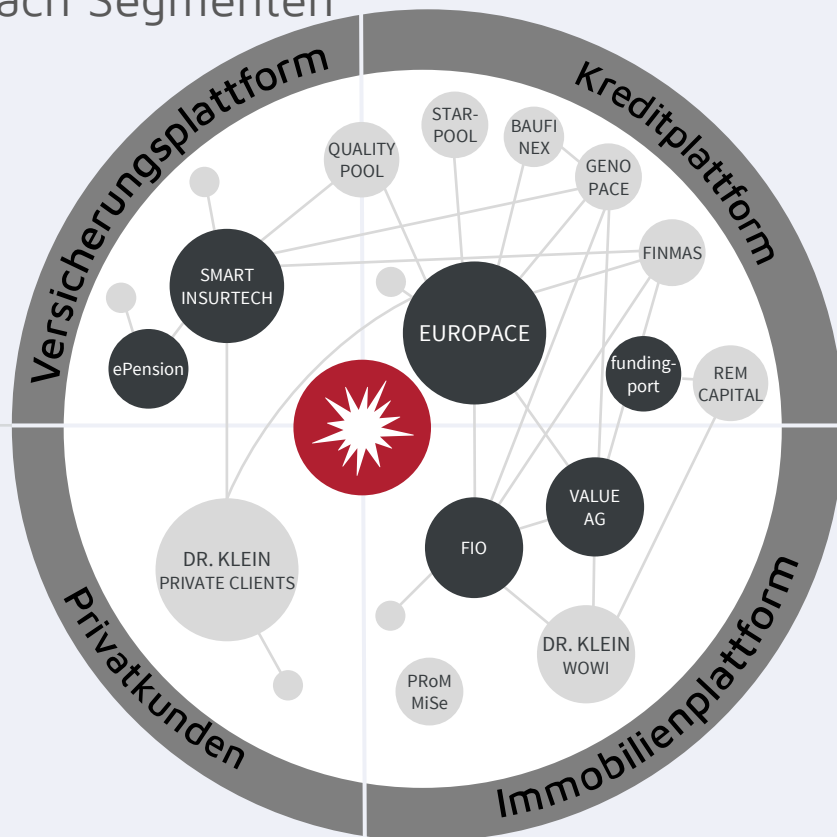 ach Segmenten
Versicherungsplattform
Kreditplattform
STAR-
POOL
BAUFI
NEX
QUALITY
POOL
GENO
PACE
FINMAS
SMART
INSURTECH
EUROPACE
ePension
funding-
port
REM
CAPITAL
VALUE
AG
FIO
DR. KLEIN
PRIVATE CLIENTS
DR. KLEIN
WOWI
PRoM
MiSe
Privatkunden
Immobilienplattform